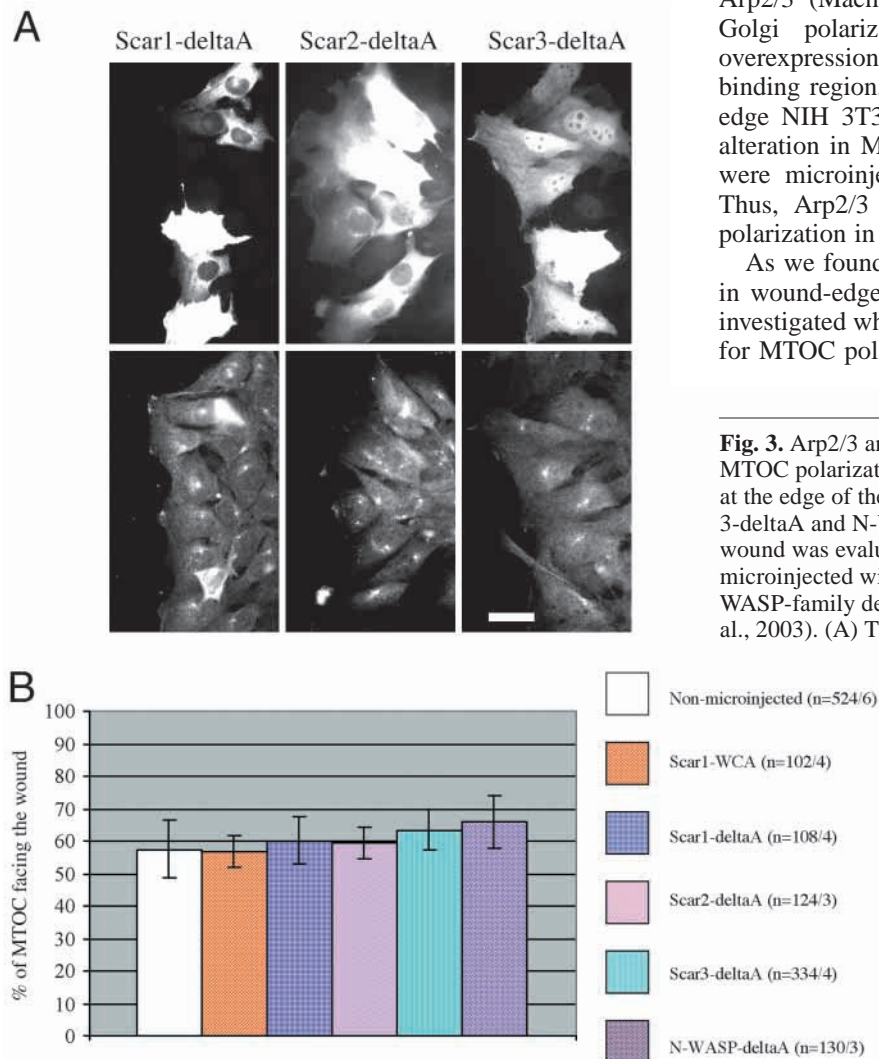 A
Scar1-deltaA Scar2-deltaA Scar3-deltaA
Golgi polariz
overexpression
binding region
edge NIH 3T3
alteration in M
were microinje
Thus, Arp2/3
polarization in
As we found
in wound-edge
investigated wh
for MTOC pol
Fig. 3. Arp2/3 an
MTOC polarizat
at the edge of the
3-deltaA and N-W
wound was evalu
microinjected wi
WASP-family de
al., 2003). (A) T
B
% of MTOC facing the wound
100
90
80
70
60
50
40
30
20
10
0
Non-microinjected (n=524/6)
Scar1-WCA (n=102/4)
Scar1-deltaA (n=108/4)
Scar2-deltaA (n=124/3)
Scar3-deltaA (n=334/4)
N-WASP-deltaA (n=130/3)